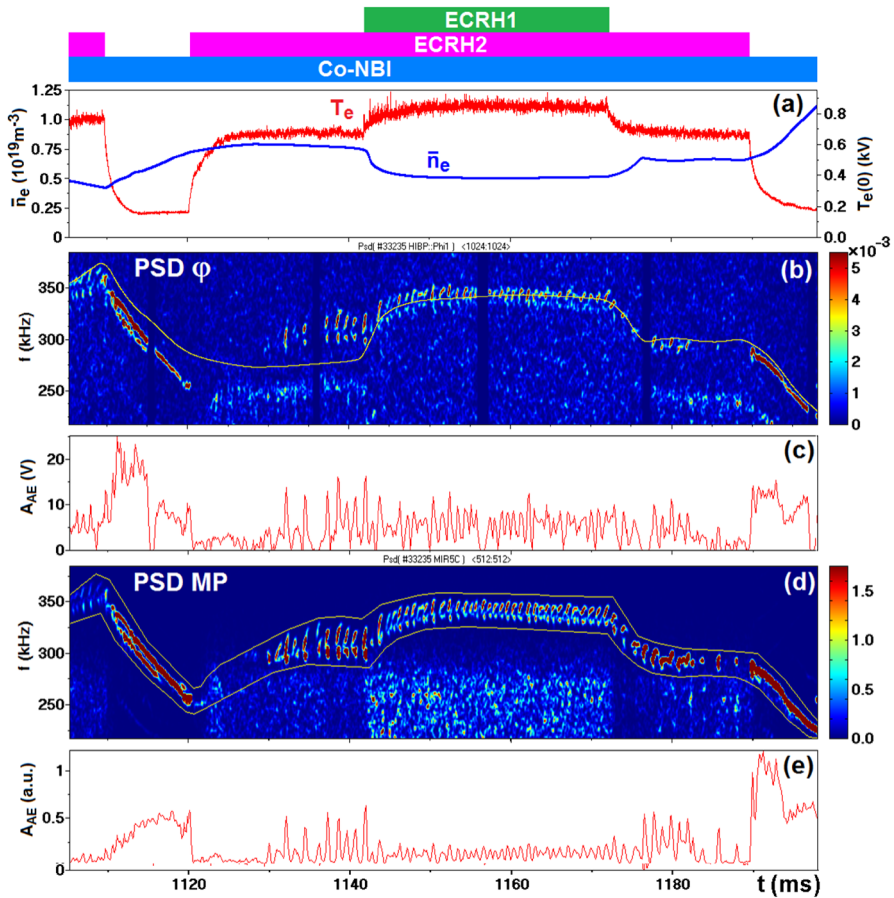 ECRH1
ECRH2
Co-NBI
1.25
1.0
0.75
0.5
0.25
0
n̄e (10¹⁹m⁻³)
Te
n̄e
(a)
0.8
0.6
0.4
0.2
0.0
Te(0) (kV)
Psd( #33235 HIBP::Phi1 ) <1024:1024>
PSD φ
(b)
350
300
250
f (kHz)
×10⁻³
5
4
3
2
1
0
(c)
20
10
0
A_AE (V)
Psd( #33235 MIR5C ) <512:512>
PSD MP
(d)
350
300
250
f (kHz)
1.5
1.0
0.5
0.0
(e)
1
0.5
0
A_AE (a.u.)
1120 1140 1160 1180 t (ms)